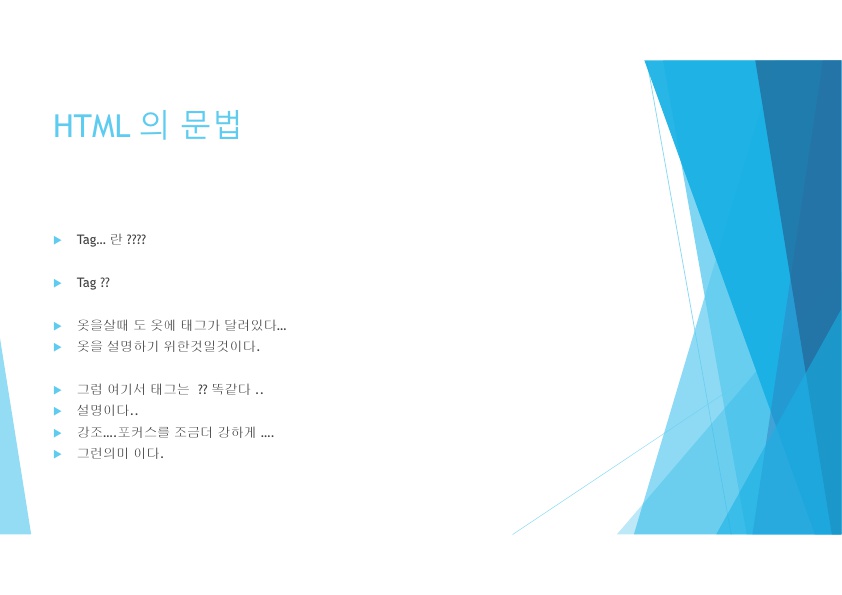 HTML 의 문법
Tag... 란 ????
Tag ??
옷을살때 도 옷에 태그가 달려있다...
옷을 설명하기 위한것일것이다.
그럼 여기서 태그는 ?? 똑같다 ..
설명이다..
강조....포커스를 조금더 강하게 ....
그런의미 이다.